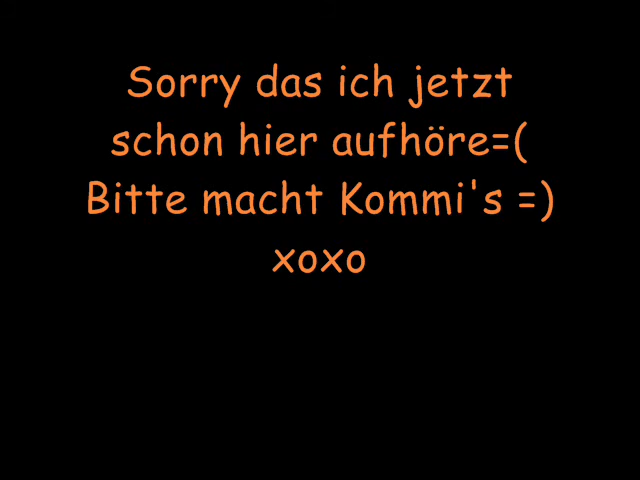 Sorry das ich jetzt
schon hier aufhöre=(
Bitte macht Kommi's =)
xoxo